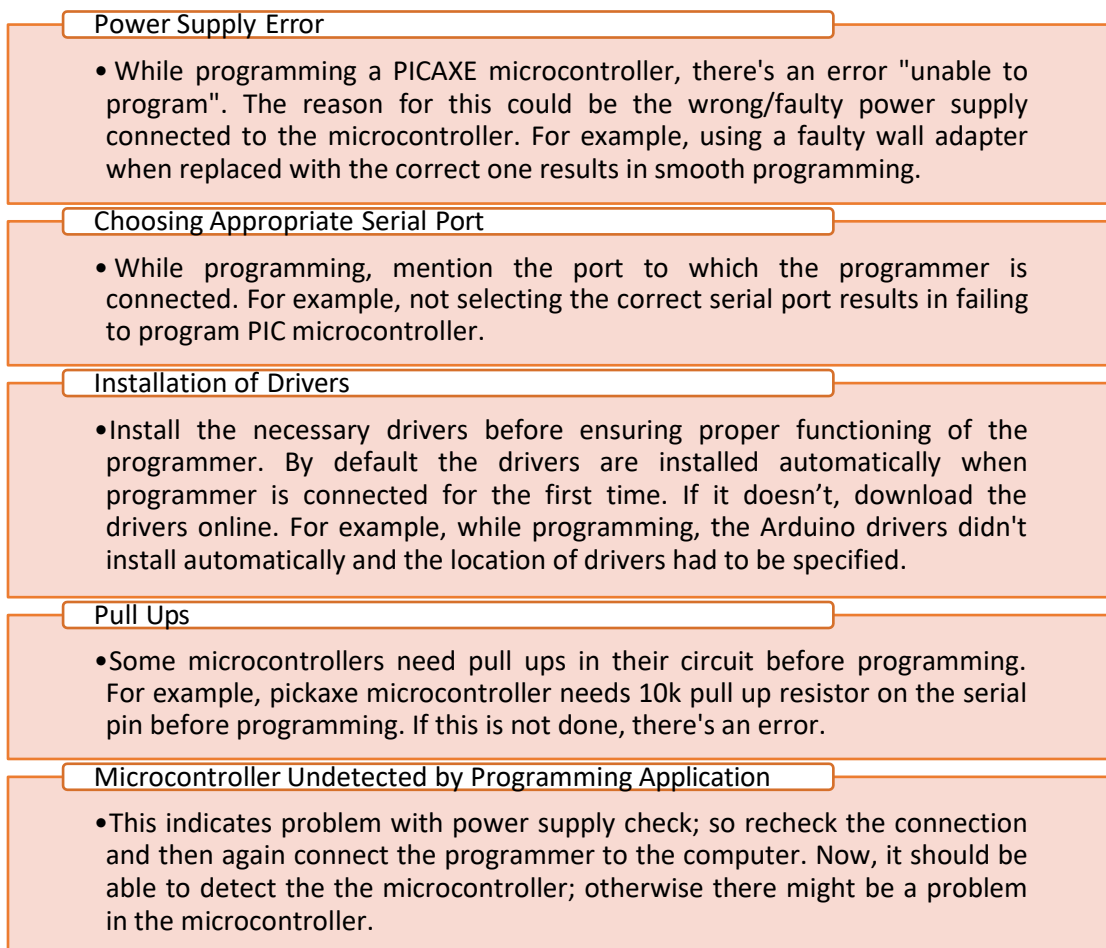 Power Supply Error
• While programming a PICAXE microcontroller, there's an error "unable to
program". The reason for this could be the wrong/faulty power supply
connected to the microcontroller. For example, using a faulty wall adapter
when replaced with the correct one results in smooth programming.
Choosing Appropriate Serial Port
• While programming, mention the port to which the programmer is
connected. For example, not selecting the correct serial port results in failing
to program PIC microcontroller.
Installation of Drivers
•Install the necessary drivers before ensuring proper functioning of the
programmer. By default the drivers are installed automatically when
programmer is connected for the first time. If it doesn’t, download the
drivers online. For example, while programming, the Arduino drivers didn't
install automatically and the location of drivers had to be specified.
Pull Ups
•Some microcontrollers need pull ups in their circuit before programming.
For example, pickaxe microcontroller needs 10k pull up resistor on the serial
pin before programming. If this is not done, there's an error.
Microcontroller Undetected by Programming Application
•This indicates problem with power supply check; so recheck the connection
and then again connect the programmer to the computer. Now, it should be
able to detect the the microcontroller; otherwise there might be a problem
in the microcontroller.